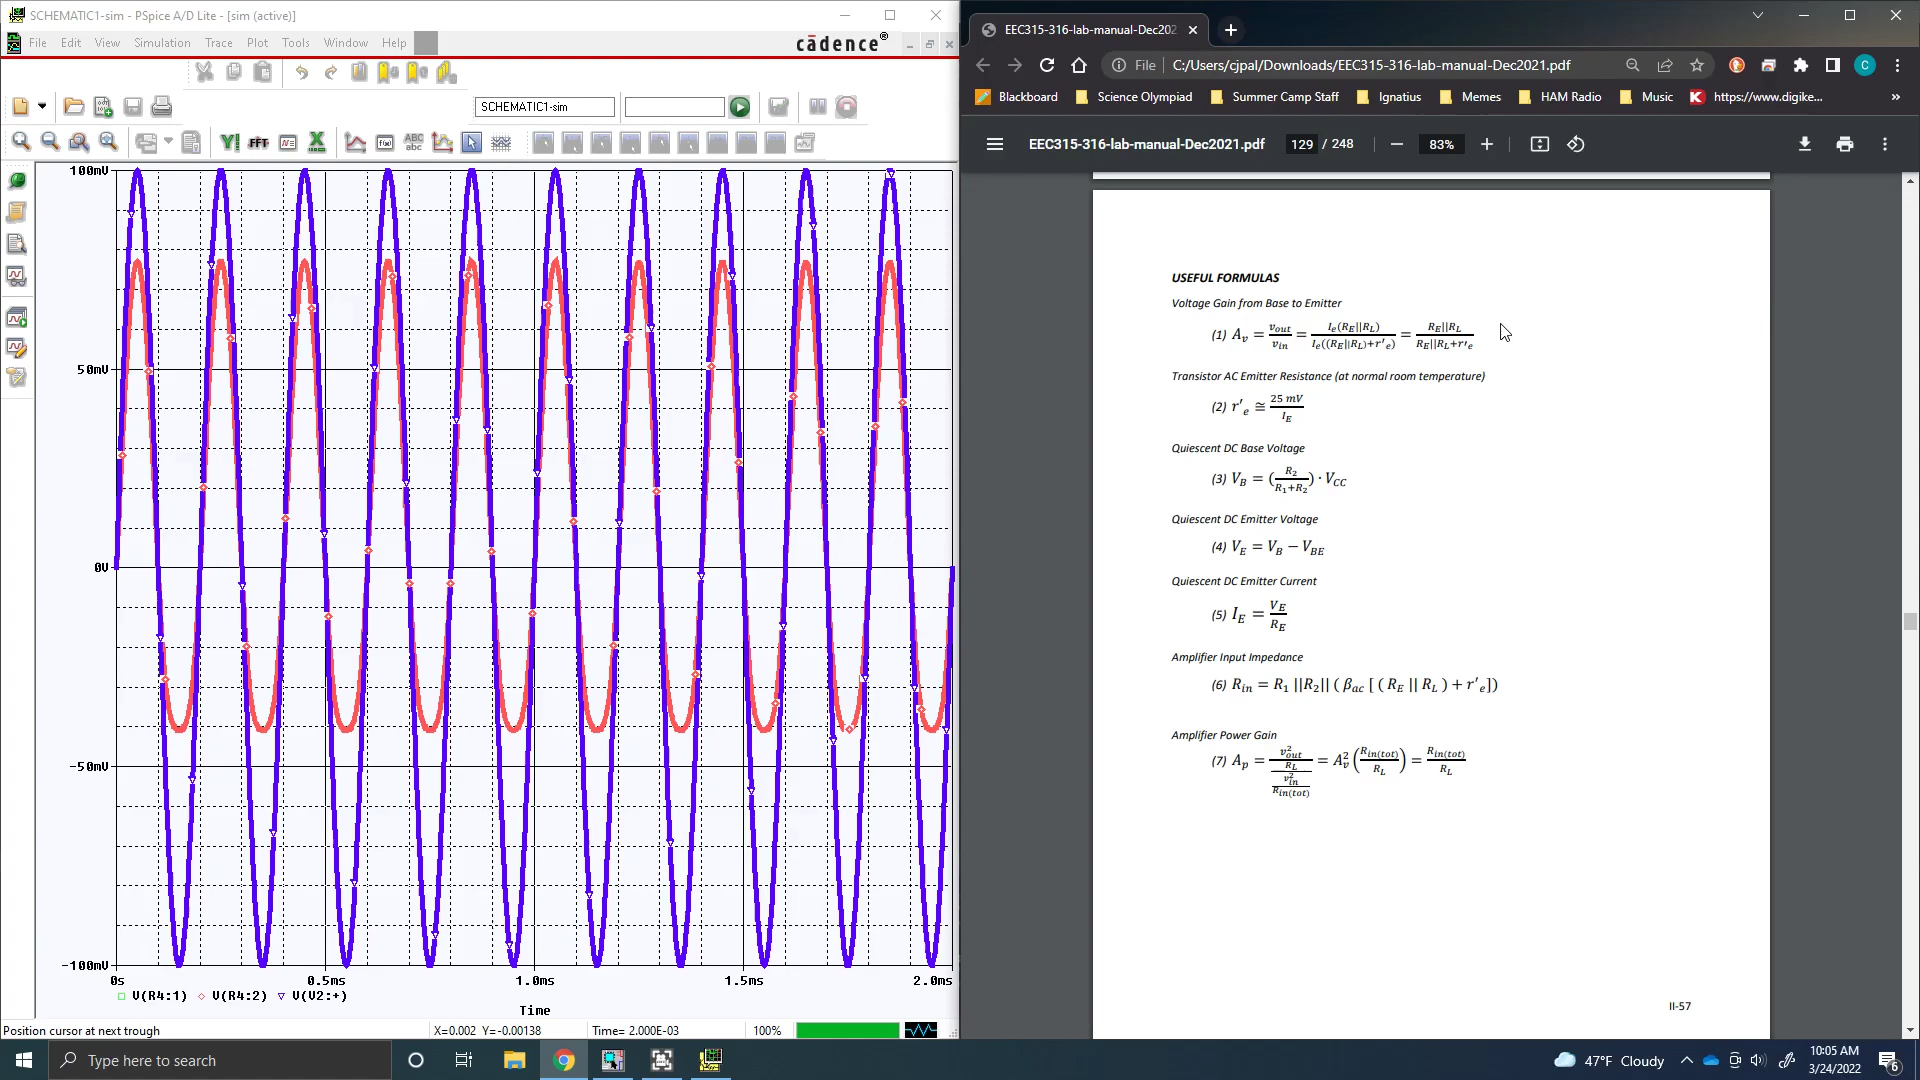 SCHEMATIC1-sim - PSpice A/D Lite - [sim (active)]
File Edit View Simulation Trace Plot Tools Window Help
cādence®
SCHEMATIC1-sim
FFT
ABC
abc
100mV
50mV
0V
-50mV
-100mV
0s 0.5ms 1.0ms 1.5ms 2.0ms
V(R4:1) V(R4:2) V(V2:+)
Time
Position cursor at next trough X=0.002 Y=-0.00138 Time= 2.000E-03 100%
EEC315-316-lab-manual-Dec202
File C:/Users/cjpal/Downloads/EEC315-316-lab-manual-Dec2021.pdf C
Blackboard Science Olympiad Summer Camp Staff Ignatius Memes HAM Radio Music K https://www.digike... »
EEC315-316-lab-manual-Dec2021.pdf 129 / 248 83%
USEFUL FORMULAS
Voltage Gain from Base to Emitter
(1) A_v = v_out/v_in = I_e(R_E||R_L)/I_e((R_E||R_L)+r'_e) = R_E||R_L/R_E||R_L+r'_e
Transistor AC Emitter Resistance (at normal room temperature)
(2) r'_e ≅ 25 mV/I_E
Quiescent DC Base Voltage
(3) V_B = (R_2/R_1+R_2) · V_CC
Quiescent DC Emitter Voltage
(4) V_E = V_B − V_BE
Quiescent DC Emitter Current
(5) I_E = V_E/R_E
Amplifier Input Impedance
(6) R_in = R_1 ||R_2|| ( β_ac [ ( R_E || R_L ) + r'_e])
Amplifier Power Gain
(7) A_p = (v_out^2/R_L)/(v_in^2/R_in(tot)) = A_v^2 (R_in(tot)/R_L) = R_in(tot)/R_L
II-57
Type here to search
47°F Cloudy
10:05 AM
3/24/2022
6